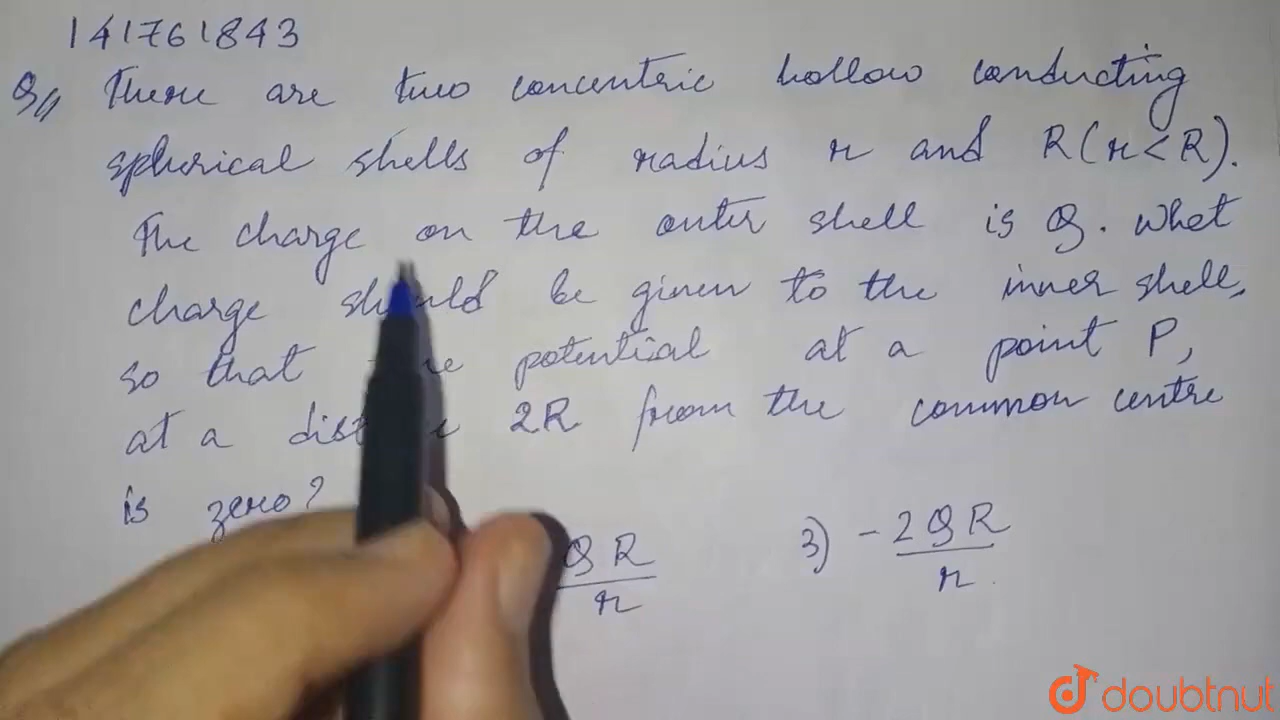 141761843
Q// There are two concentric hollow conducting
spherical shells of radius r and R(r<R).
The charge on the outer shell is Q. What
charge should be given to the inner shell,
so that potential at a point P,
at a 2R from the common centre
is zero?
QR/r 3) -2QR/r
doubtnut